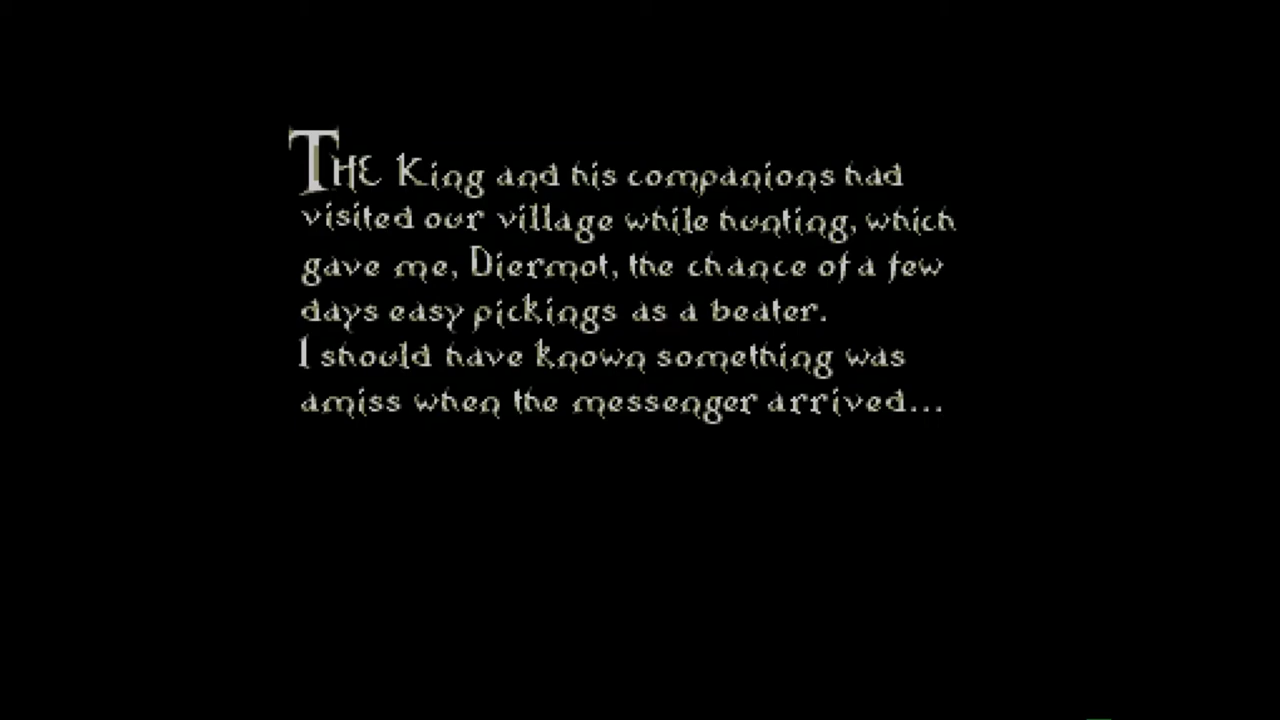 THE King and his companions had
visited our village while hunting, which
gave me, Diermot, the chance of a few
days easy pickings as a beater.
I should have known something was
amiss when the messenger arrived...